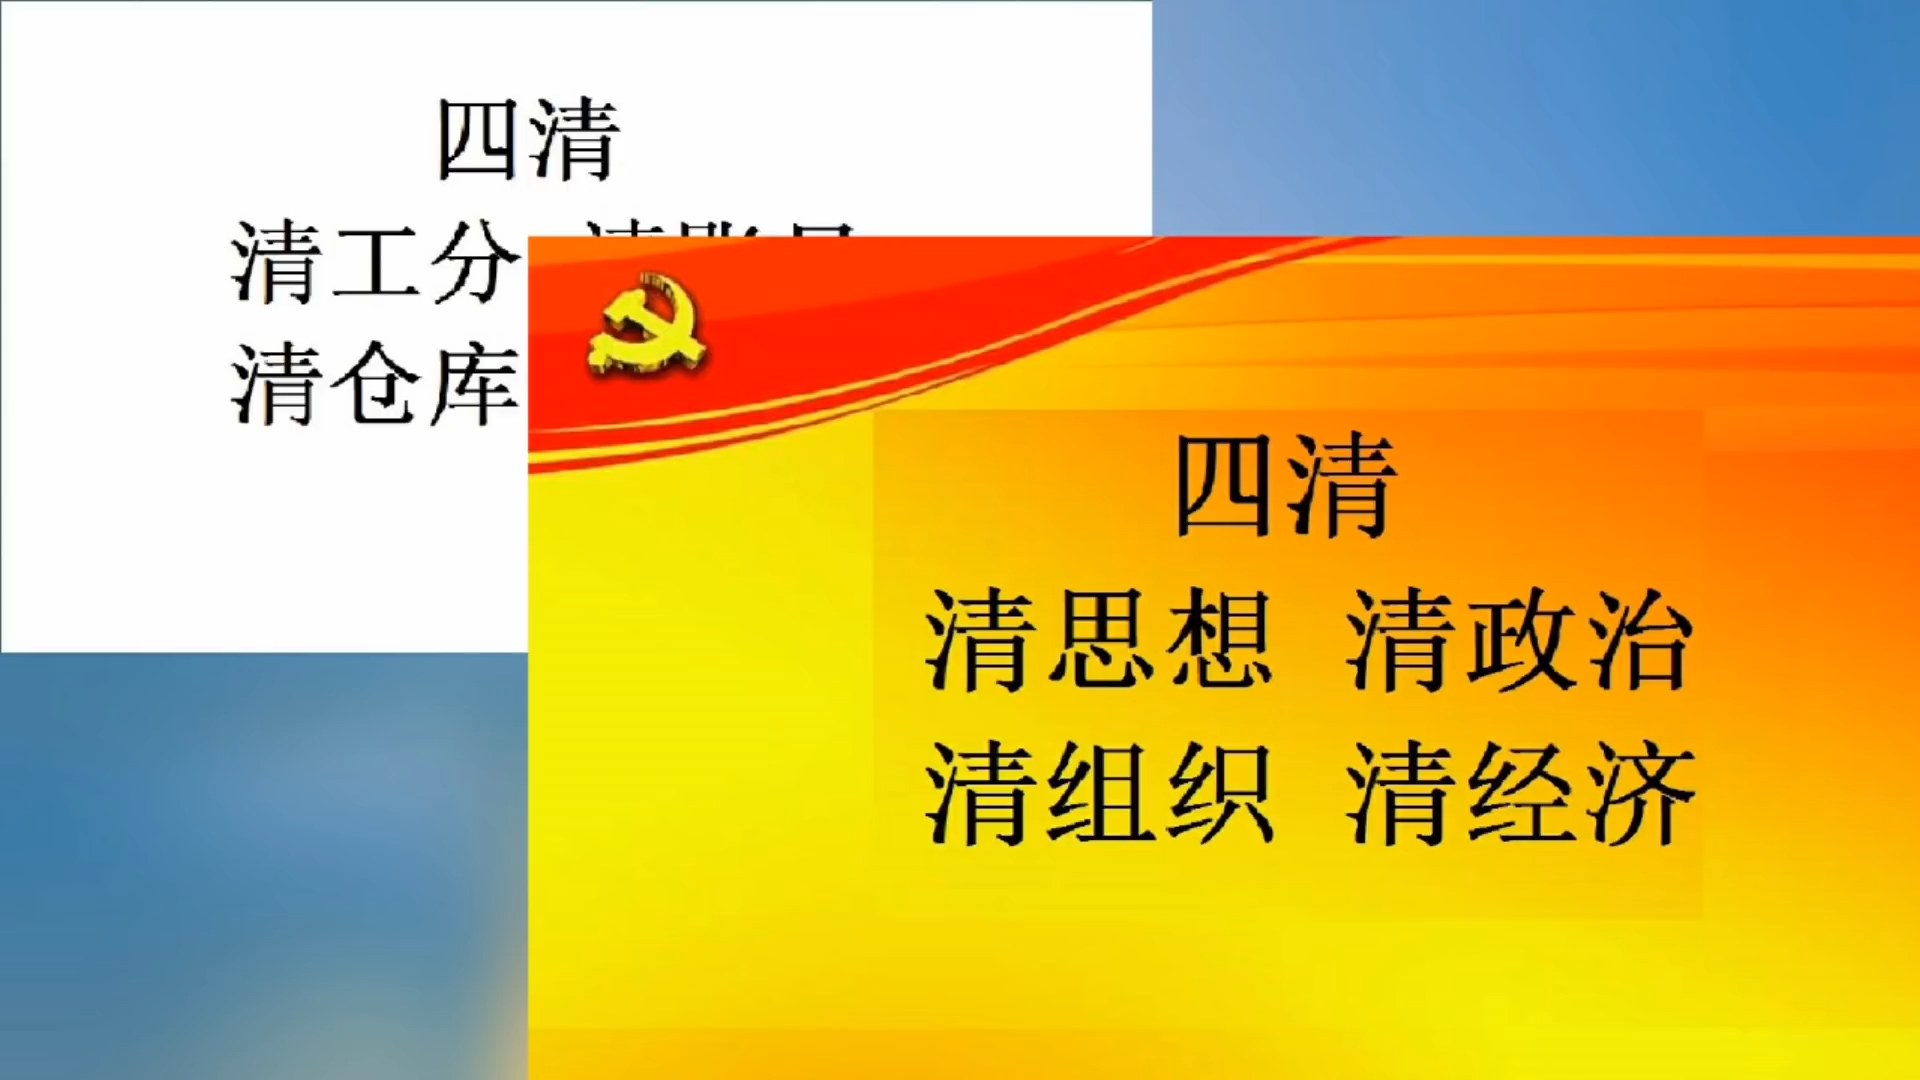 四清
清工分
清仓库
四清
清思想 清政治
清组织 清经济